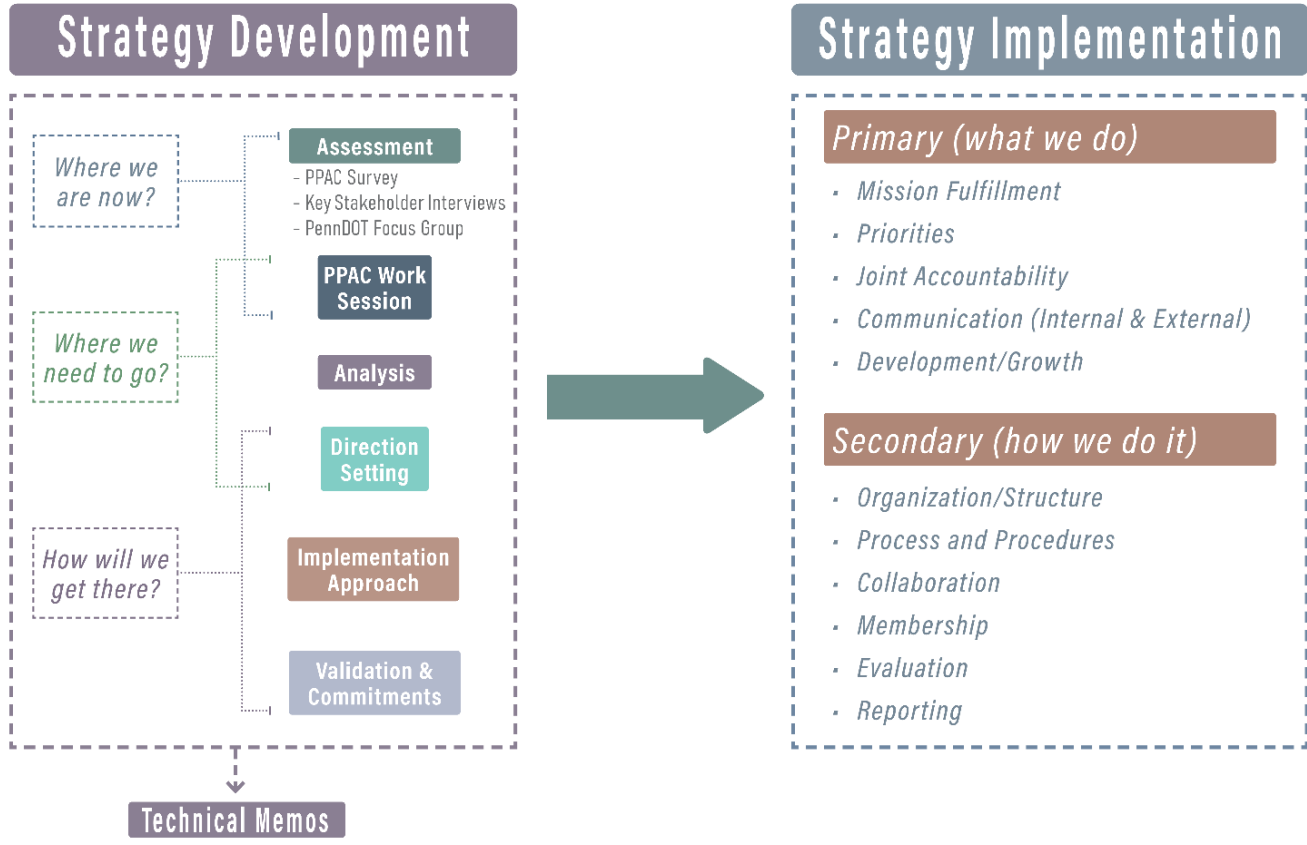 Strategy Development
Where we
are now?
Assessment
- PPAC Survey
- Key Stakeholder Interviews
- PennDOT Focus Group
PPAC Work
Session
Where we
need to go?
Analysis
Direction
Setting
How will we
get there?
Implementation
Approach
Validation &
Commitments
Technical Memos
Strategy Implementation
Primary (what we do)
· Mission Fulfillment
· Priorities
· Joint Accountability
· Communication (Internal & External)
· Development/Growth
Secondary (how we do it)
· Organization/Structure
· Process and Procedures
· Collaboration
· Membership
· Evaluation
· Reporting